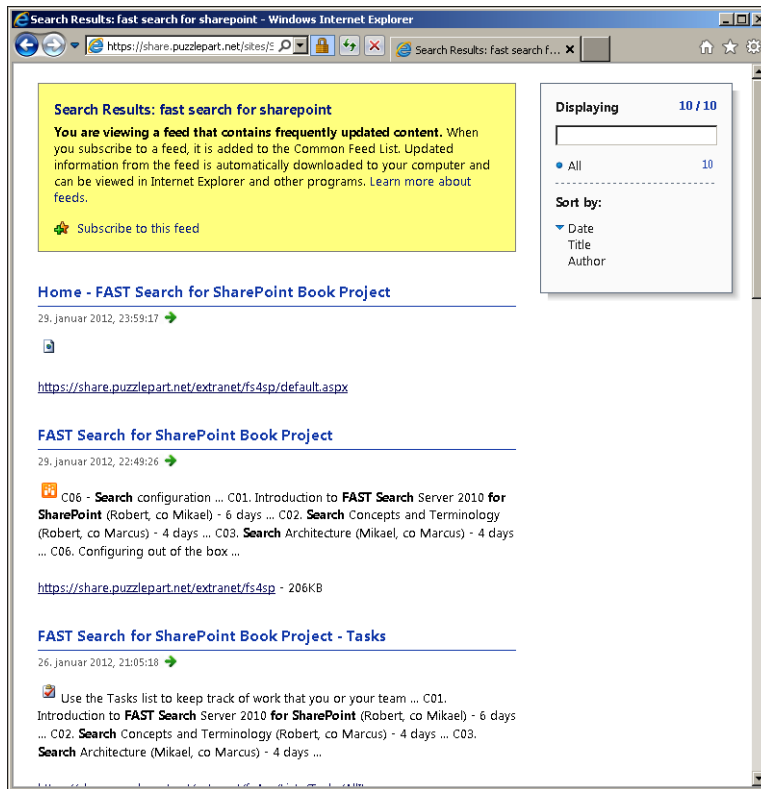 Search Results: fast search for sharepoint - Windows Internet Explorer
https://share.puzzlepart.net/sites/S
Search Results: fast search f...
Search Results: fast search for sharepoint
You are viewing a feed that contains frequently updated content. When
you subscribe to a feed, it is added to the Common Feed List. Updated
information from the feed is automatically downloaded to your computer and
can be viewed in Internet Explorer and other programs. Learn more about
feeds.
Subscribe to this feed
Displaying 10 / 10
All 10
Sort by:
Date
Title
Author
Home - FAST Search for SharePoint Book Project
29. januar 2012, 23:59:17
https://share.puzzlepart.net/extranet/fs4sp/default.aspx
FAST Search for SharePoint Book Project
29. januar 2012, 22:49:26
C06 - Search configuration ... C01. Introduction to FAST Search Server 2010 for
SharePoint (Robert, co Mikael) - 6 days ... C02. Search Concepts and Terminology
(Robert, co Marcus) - 4 days ... C03. Search Architecture (Mikael, co Marcus) - 4 days
... C06. Configuring out of the box ...
https://share.puzzlepart.net/extranet/fs4sp - 206KB
FAST Search for SharePoint Book Project - Tasks
26. januar 2012, 21:05:18
Use the Tasks list to keep track of work that you or your team ... C01.
Introduction to FAST Search Server 2010 for SharePoint (Robert, co Mikael) - 6 days
... C02. Search Concepts and Terminology (Robert, co Marcus) - 4 days ... C03.
Search Architecture (Mikael, co Marcus) - 4 days ...